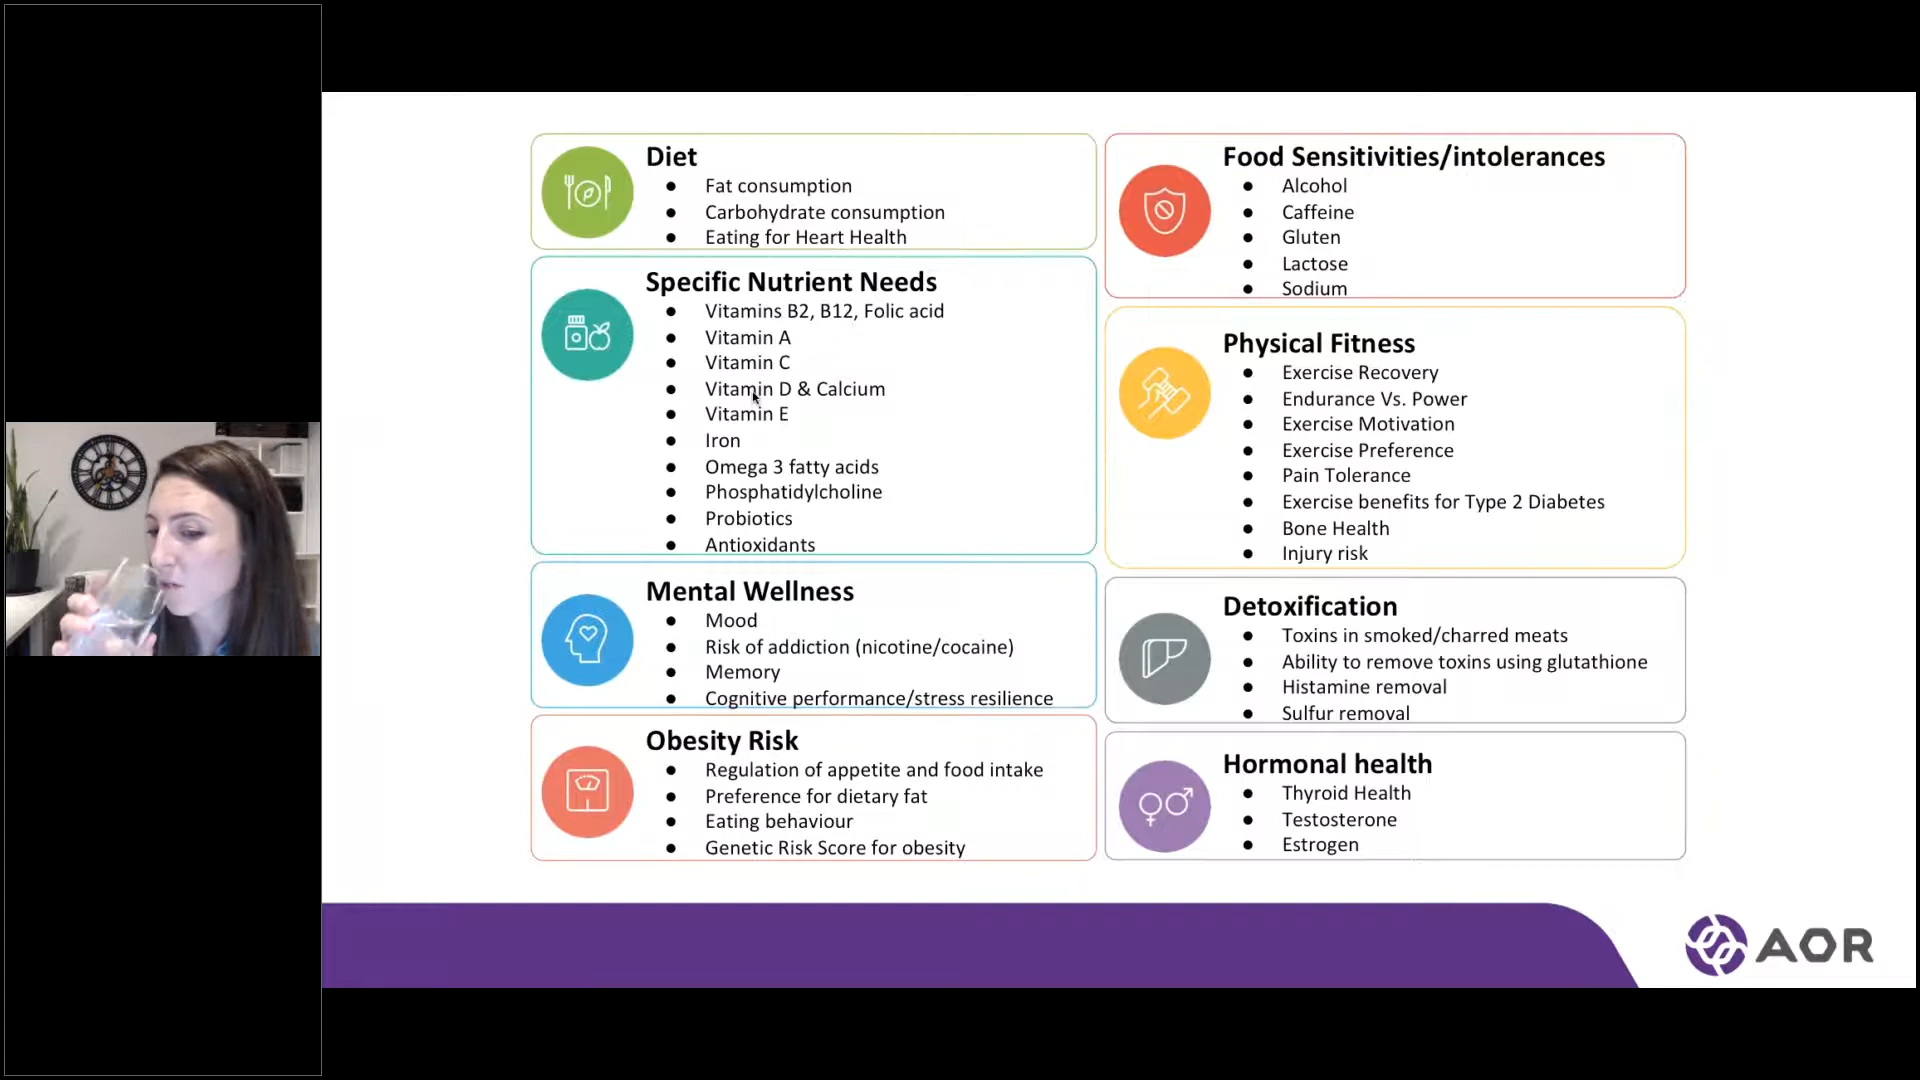 Diet
● Fat consumption
● Carbohydrate consumption
● Eating for Heart Health
Specific Nutrient Needs
● Vitamins B2, B12, Folic acid
● Vitamin A
● Vitamin C
● Vitamin D & Calcium
● Vitamin E
● Iron
● Omega 3 fatty acids
● Phosphatidylcholine
● Probiotics
● Antioxidants
Mental Wellness
● Mood
● Risk of addiction (nicotine/cocaine)
● Memory
● Cognitive performance/stress resilience
Obesity Risk
● Regulation of appetite and food intake
● Preference for dietary fat
● Eating behaviour
● Genetic Risk Score for obesity
Food Sensitivities/intolerances
● Alcohol
● Caffeine
● Gluten
● Lactose
● Sodium
Physical Fitness
● Exercise Recovery
● Endurance Vs. Power
● Exercise Motivation
● Exercise Preference
● Pain Tolerance
● Exercise benefits for Type 2 Diabetes
● Bone Health
● Injury risk
Detoxification
● Toxins in smoked/charred meats
● Ability to remove toxins using glutathione
● Histamine removal
● Sulfur removal
Hormonal health
● Thyroid Health
● Testosterone
● Estrogen
AOR